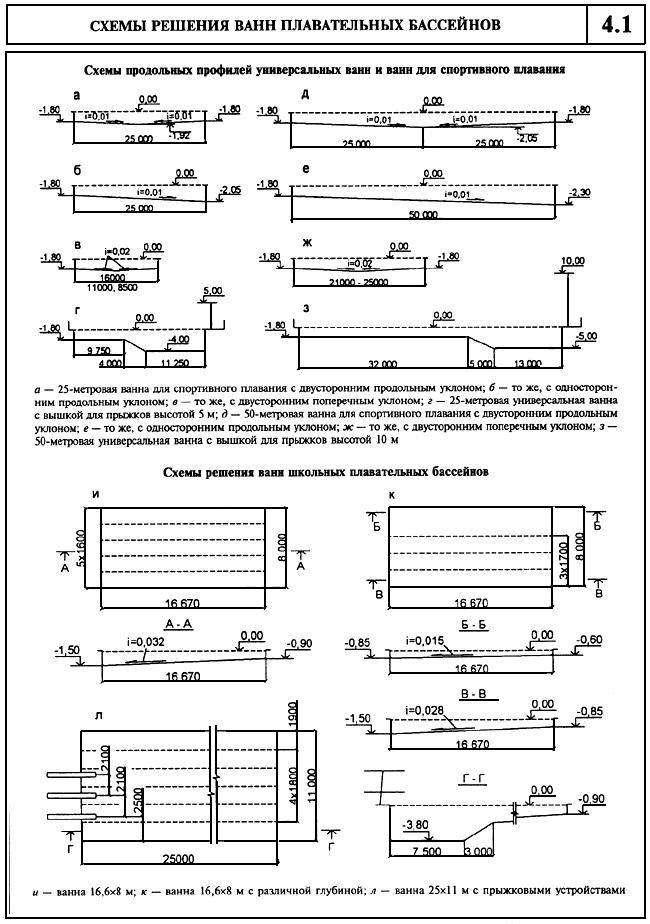 СХЕМЫ РЕШЕНИЯ ВАНН ПЛАВАТЕЛЬНЫХ БАССЕЙНОВ 4.1
Схемы продольных профилей универсальных ванн и ванн для спортивного плавания
а
-1,80 i=0,01 0,00 i=0,01 -1,80
-1,92
25 000
д
-1,80 i=0,01 0,00 i=0,01 -1,80
-2,05
25 000 25 000
б
-1,80 i=0,01 0,00 -2,05
25 000
е
-1,80 0,00 i=0,01 -2,30
50 000
в
-1,80 i=0,02 0,00 -1,80
16000
11000, 8500
ж
-1,80 i=0,02 0,00 -1,80
21000 - 25000
г
5,00
-1,80 0,00 -4,00
9 750
4 000 11 250
з
10,00
-1,80 0,00 -5,00
32 000 5 000 13 000
а — 25-метровая ванна для спортивного плавания с двусторонним продольным уклоном; б — то же, с односторон-
ним продольным уклоном; в — то же, с двусторонним поперечным уклоном; г — 25-метровая универсальная ванна
с вышкой для прыжков высотой 5 м; д — 50-метровая ванна для спортивного плавания с двусторонним продольным
уклоном; е — то же, с односторонним продольным уклоном; ж — то же, с двусторонним поперечным уклоном; з —
50-метровая универсальная ванна с вышкой для прыжков высотой 10 м
Схемы решения ванн школьных плавательных бассейнов
и
5x1600
8 000
А А
16 670
к
Б Б
3x1700
8 000
В В
16 670
А - А
-1,50 i=0,032 0,00 -0,90
16 670
Б - Б
-0,85 i=0,015 0,00 -0,60
16 670
В - В
-1,50 i=0,028 0,00 -0,85
16 670
л
1900
2100
2100
2500
4x1800
11 000
Г Г
25000
Г - Г
0,00 -0,90
-3,80
7 500 3 000
и — ванна 16,6×8 м; к — ванна 16,6×8 м с различной глубиной; л — ванна 25×11 м с прыжковыми устройствами